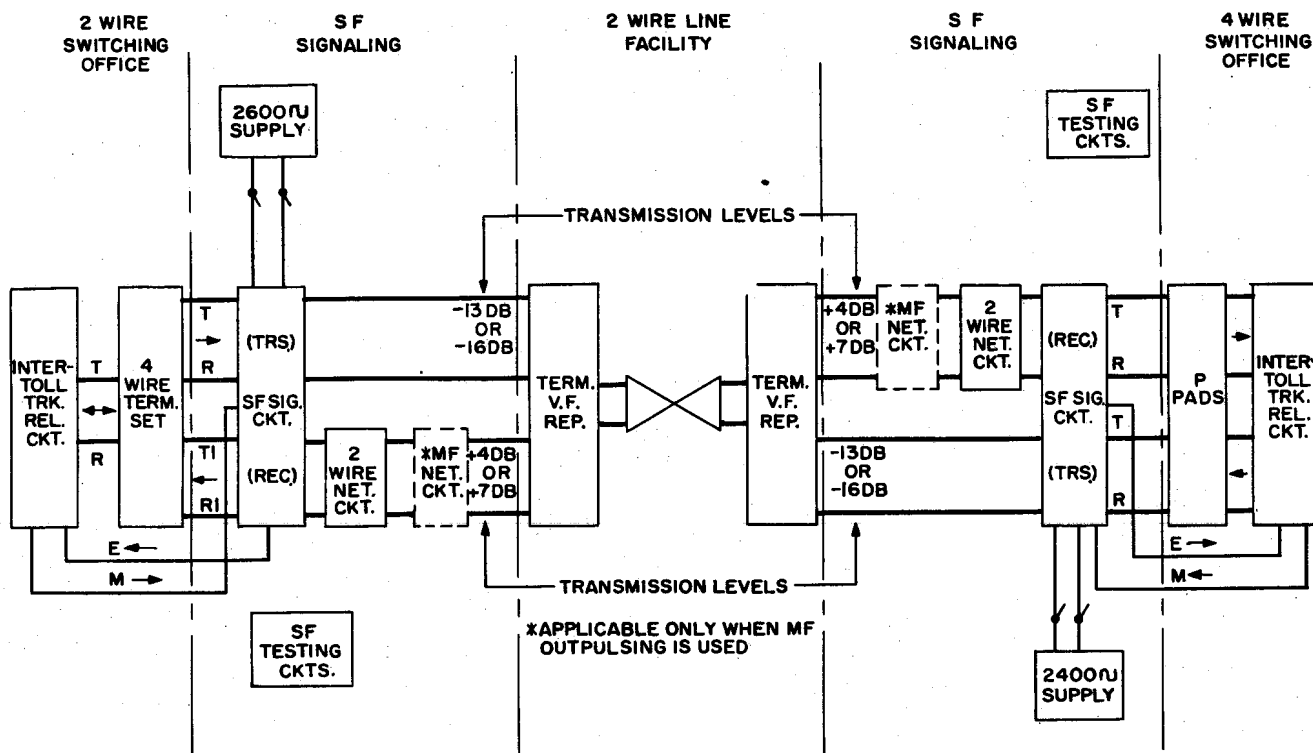 2 WIRE
SWITCHING
OFFICE
S F
SIGNALING
2 WIRE LINE
FACILITY
S F
SIGNALING
4 WIRE
SWITCHING
OFFICE
2600∿
SUPPLY
S F
TESTING
CKTS.
TRANSMISSION LEVELS
INTER-
TOLL
TRK.
REL.
CKT.
T
R
4
WIRE
TERM.
SET
T
R
T1
R1
(TRS)
SF SIG.
CKT.
(REC)
2
WIRE
NET.
CKT.
*MF
NET.
CKT.
-13 DB
OR
-16DB
+4DB
OR
+7DB
TERM.
V.F.
REP.
TERM.
V.F.
REP.
+4DB
OR
+7DB
*MF
NET.
CKT.
2
WIRE
NET.
CKT.
-13DB
OR
-16DB
(REC)
SF SIG.
CKT.
(TRS)
T
R
T
R
P
PADS
INTER-
TOLL
TRK.
REL.
CKT.
E
M
E
M
TRANSMISSION LEVELS
SF
TESTING
CKTS.
*APPLICABLE ONLY WHEN MF
OUTPULSING IS USED
2400∿
SUPPLY